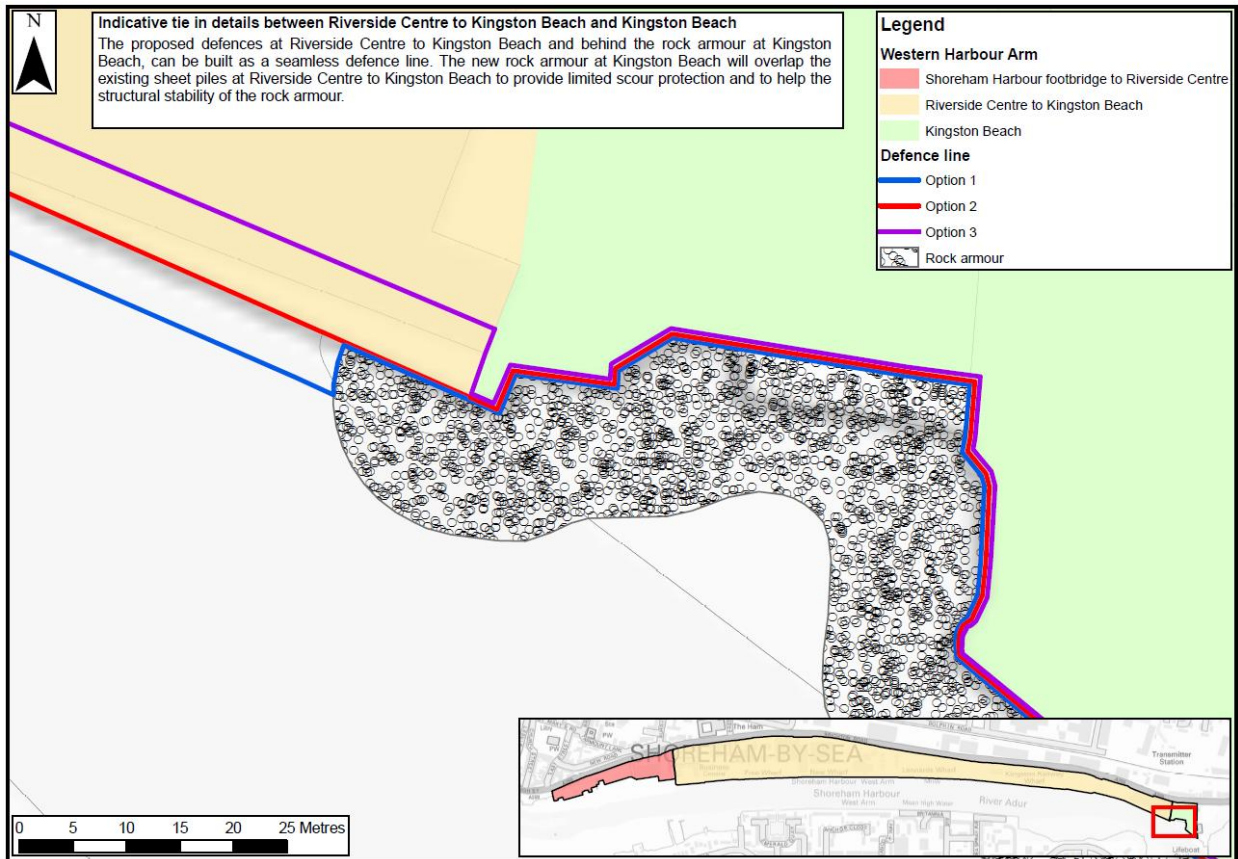 N
Indicative tie in details between Riverside Centre to Kingston Beach and Kingston Beach
The proposed defences at Riverside Centre to Kingston Beach and behind the rock armour at Kingston
Beach, can be built as a seamless defence line. The new rock armour at Kingston Beach will overlap the
existing sheet piles at Riverside Centre to Kingston Beach to provide limited scour protection and to help the
structural stability of the rock armour.
Legend
Western Harbour Arm
Shoreham Harbour footbridge to Riverside Centre
Riverside Centre to Kingston Beach
Kingston Beach
Defence line
Option 1
Option 2
Option 3
Rock armour
The Ham
PW
SHOREHAM-BY-SEA
Transmitter
Station
Shoreham Harbour West Arm
Shoreham Harbour
West Arm
Mean High Water
River Adur
Lifeboat
0 5 10 15 20 25 Metres